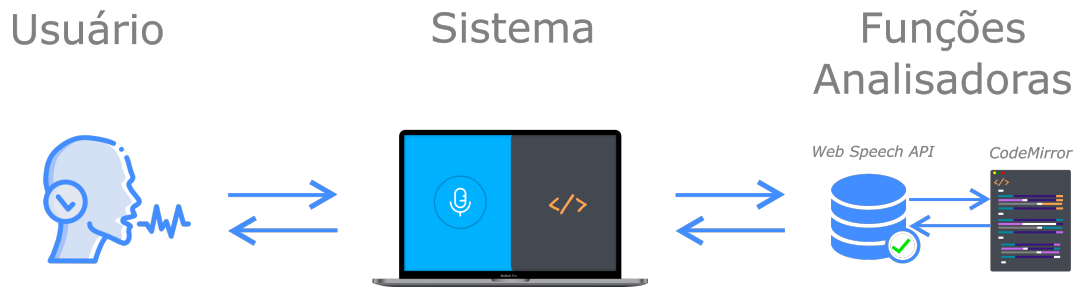 Usuário
Sistema
Funções
Analisadoras
Web Speech API
CodeMirror
</>
</>